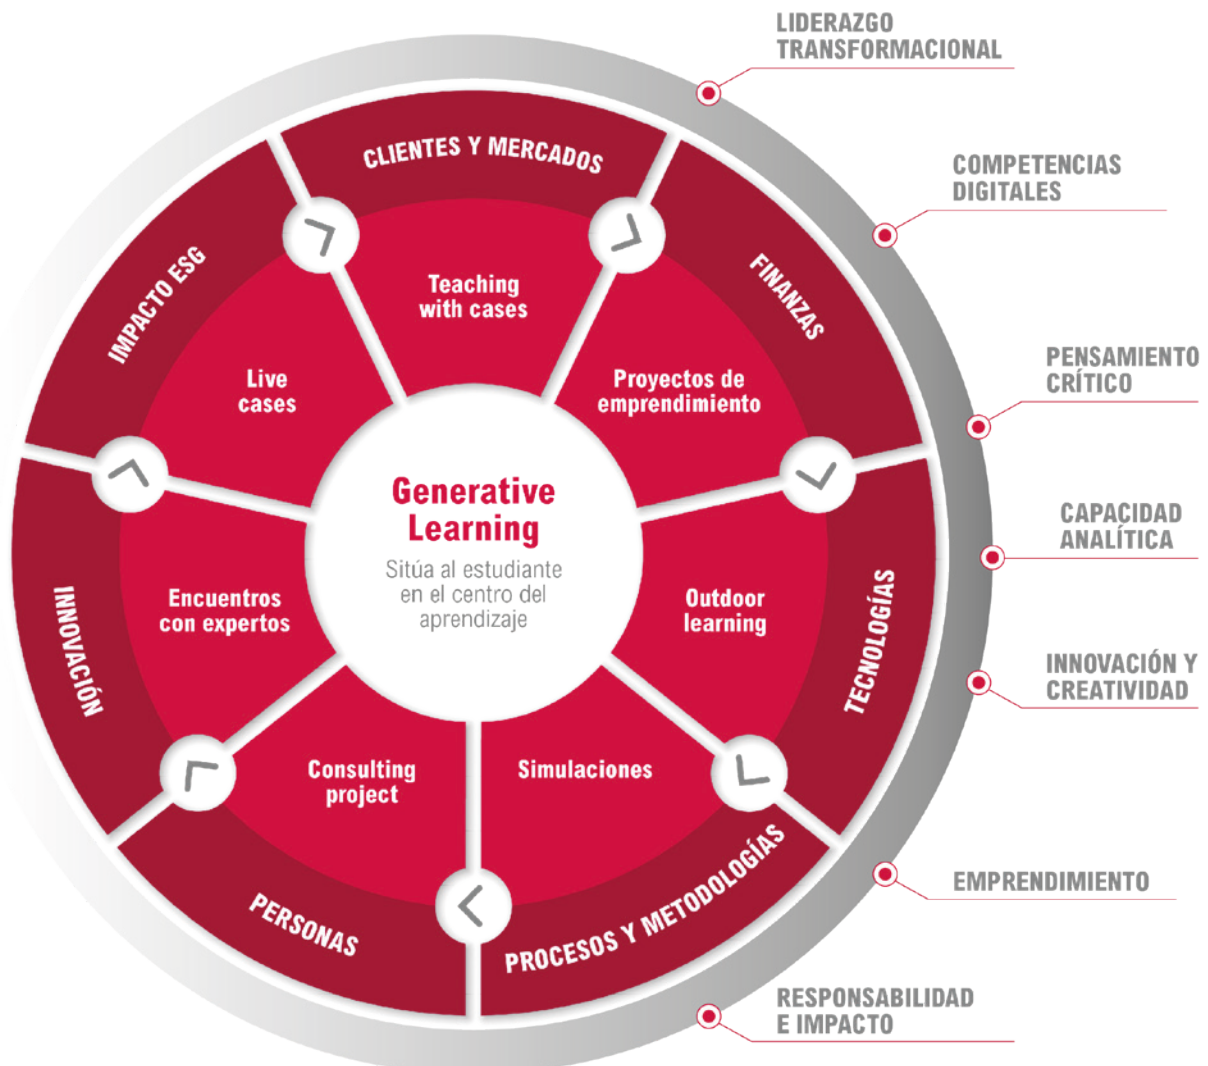 LIDERAZGO
TRANSFORMACIONAL
COMPETENCIAS
DIGITALES
PENSAMIENTO
CRÍTICO
CAPACIDAD
ANALÍTICA
INNOVACIÓN Y
CREATIVIDAD
EMPRENDIMIENTO
RESPONSABILIDAD
E IMPACTO
CLIENTES Y MERCADOS
FINANZAS
TECNOLOGÍAS
PROCESOS Y METODOLOGÍAS
PERSONAS
INNOVACIÓN
IMPACTO ESG
Teaching
with cases
Proyectos de
emprendimiento
Outdoor
learning
Simulaciones
Consulting
project
Encuentros
con expertos
Live
cases
Generative
Learning
Sitúa al estudiante
en el centro del
aprendizaje